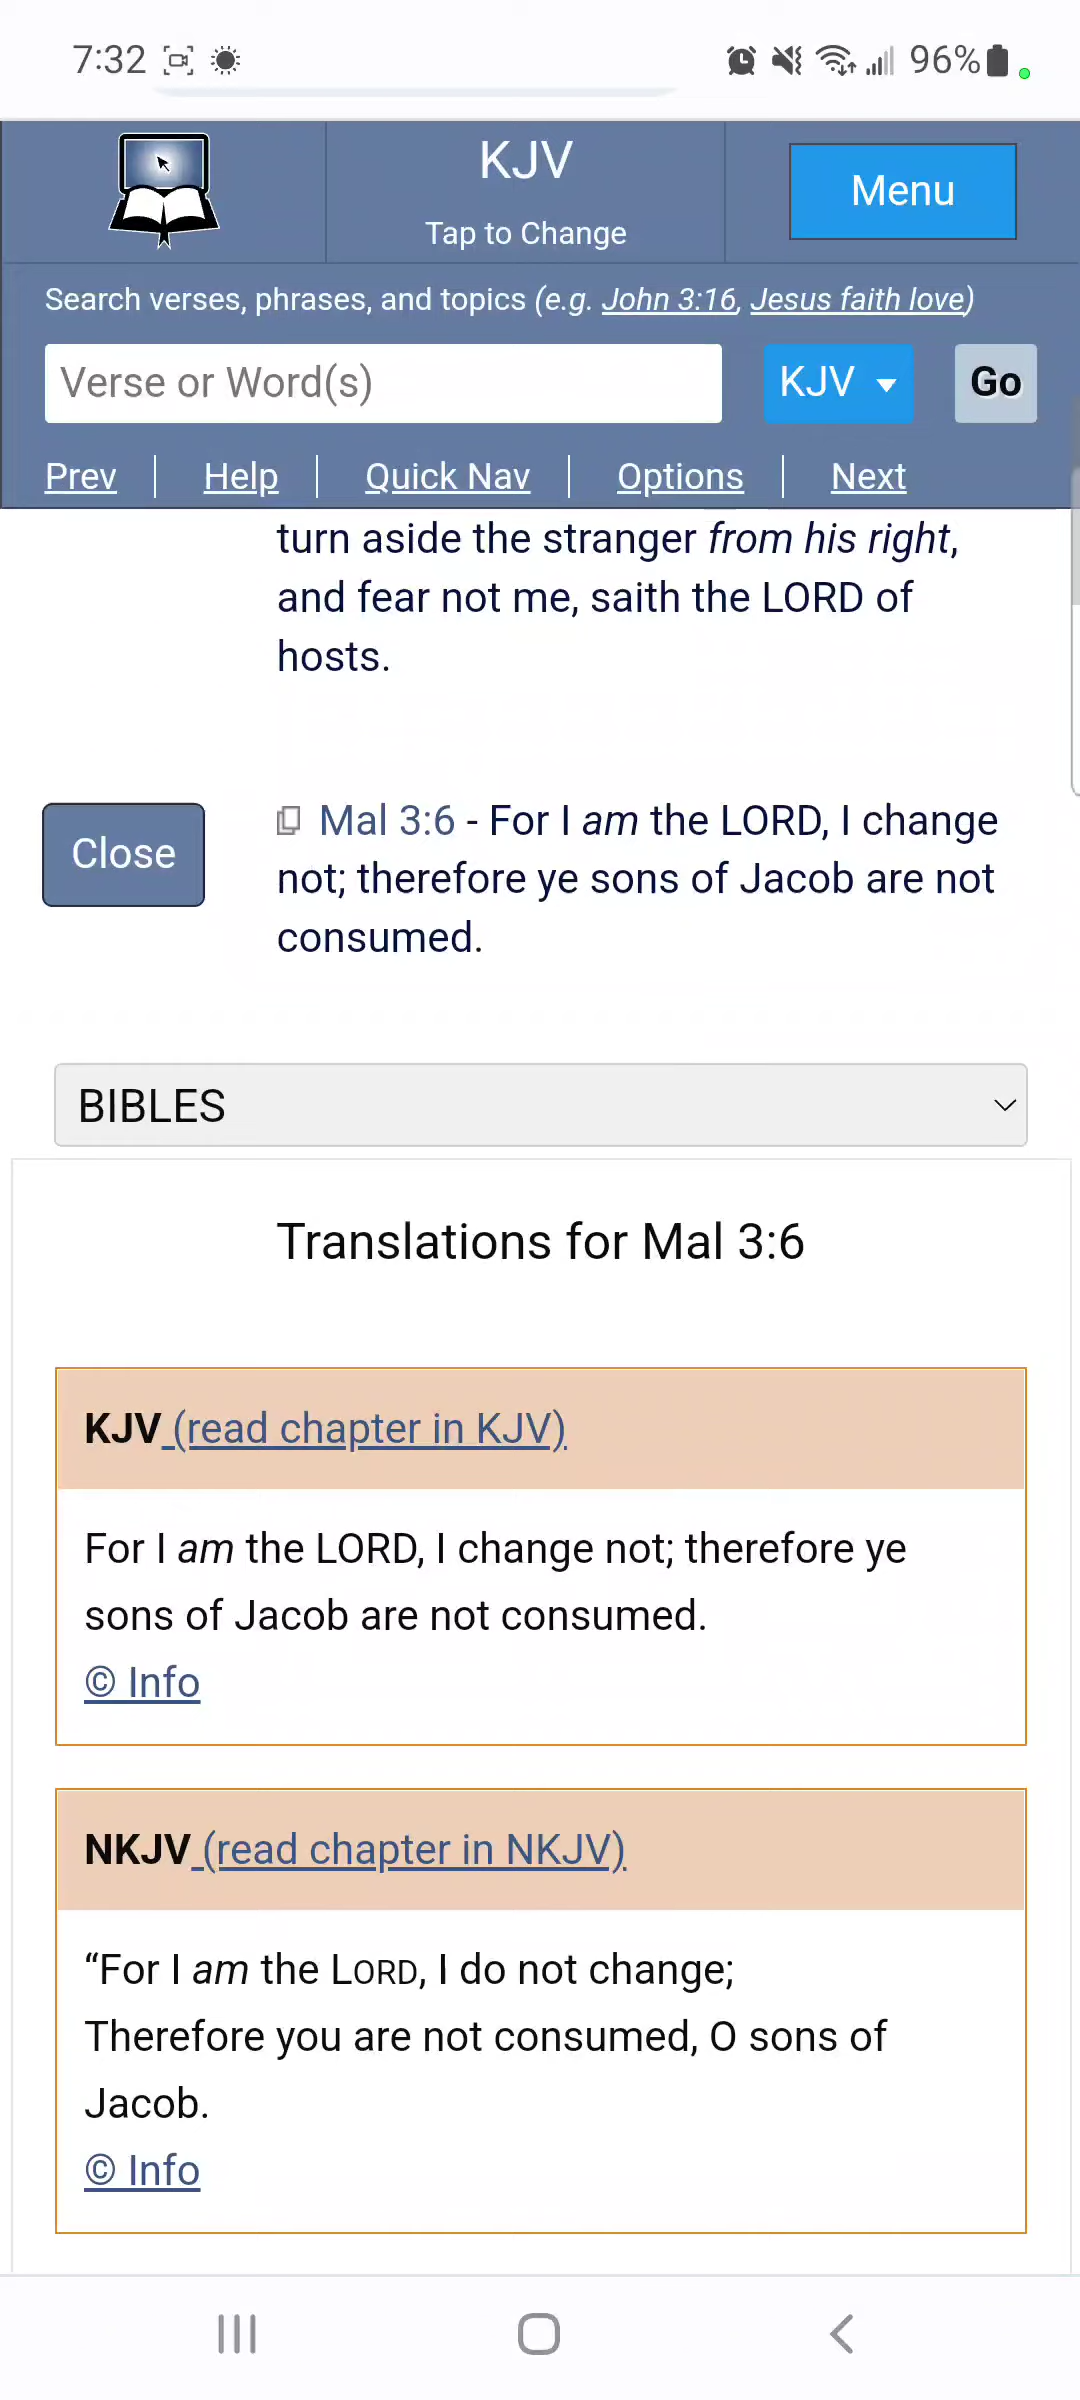 7:32
96%
KJV
Tap to Change
Menu
Search verses, phrases, and topics (e.g. John 3:16, Jesus faith love)
Verse or Word(s)
KJV
Go
Prev
Help
Quick Nav
Options
Next
turn aside the stranger from his right,
and fear not me, saith the LORD of
hosts.
Close
Mal 3:6 - For I am the LORD, I change
not; therefore ye sons of Jacob are not
consumed.
BIBLES
Translations for Mal 3:6
KJV (read chapter in KJV)
For I am the LORD, I change not; therefore ye
sons of Jacob are not consumed.
© Info
NKJV (read chapter in NKJV)
“For I am the LORD, I do not change;
Therefore you are not consumed, O sons of
Jacob.
© Info